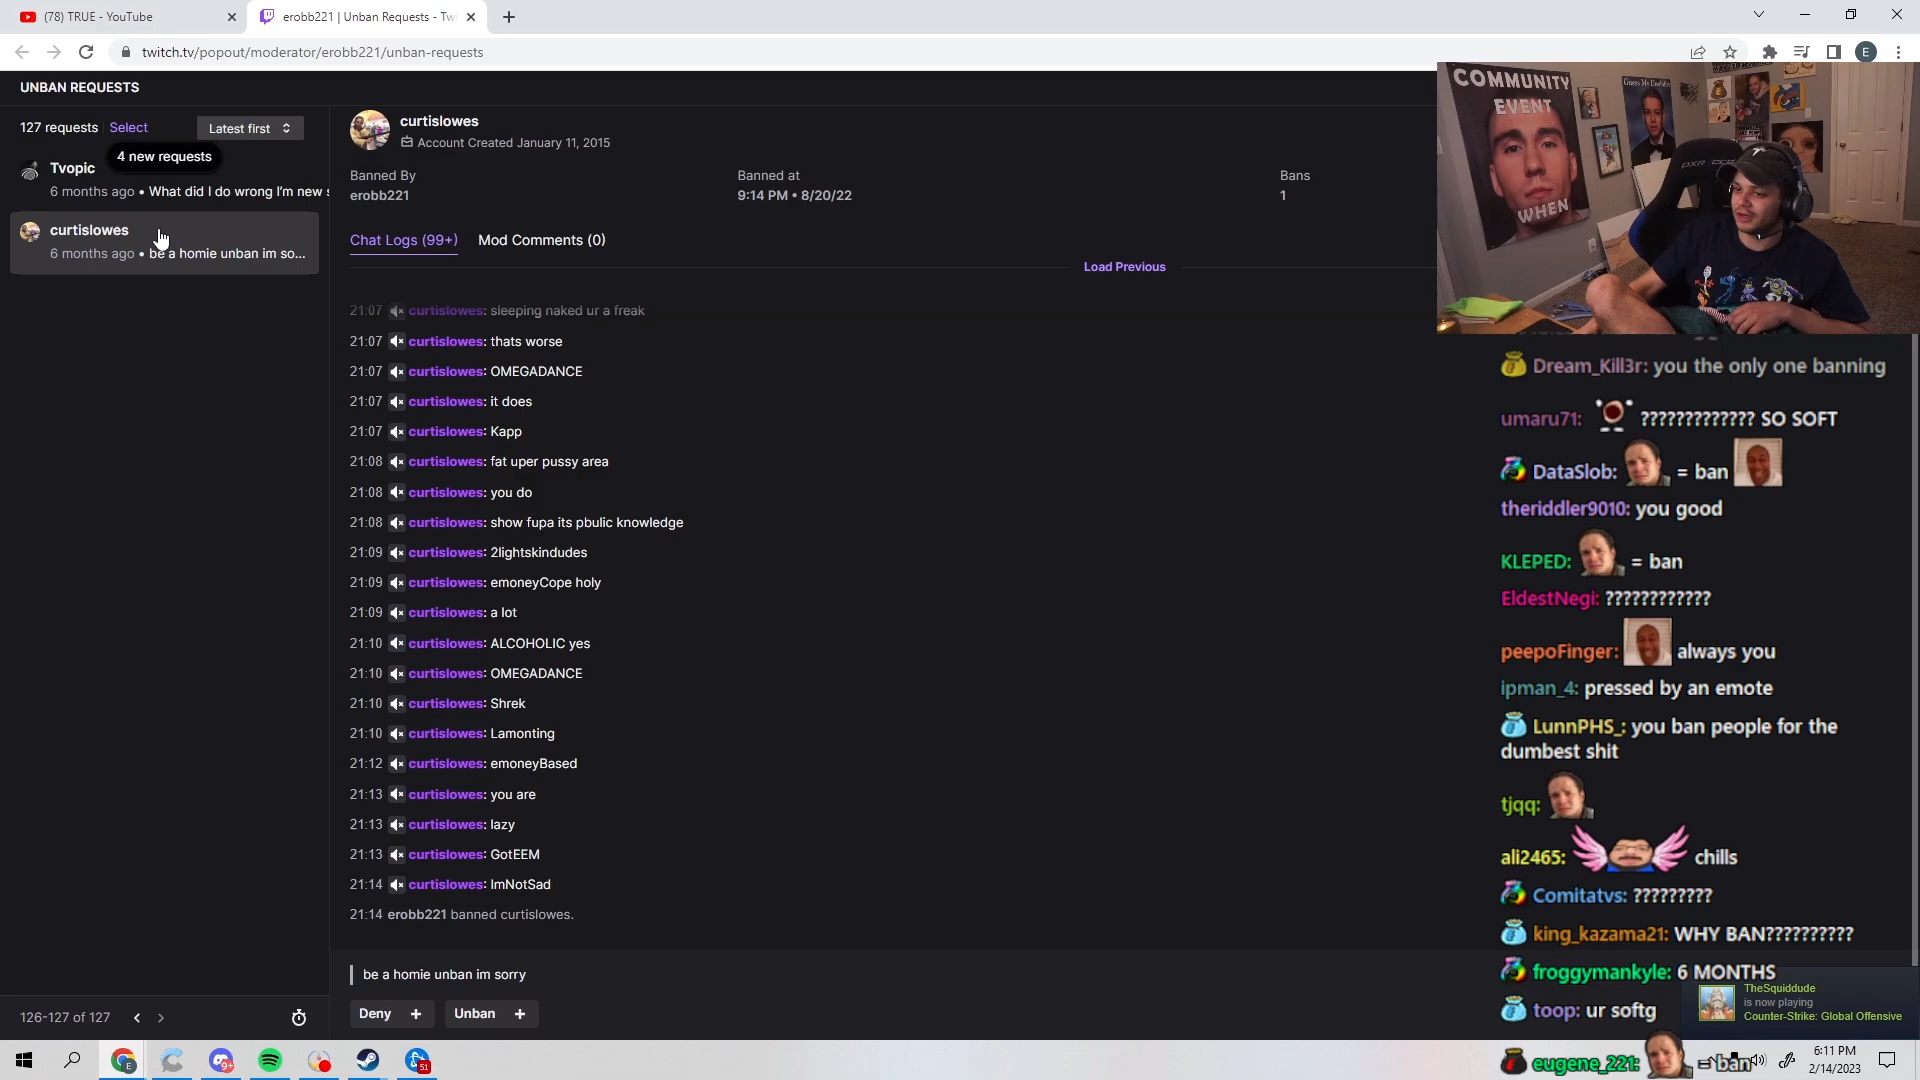 (78) TRUE - YouTube
erobb221 | Unban Requests - Tw
twitch.tv/popout/moderator/erobb221/unban-requests
E
UNBAN REQUESTS
127 requests Select Latest first
4 new requests
Tvopic
6 months ago • What did I do wrong I'm new s
curtislowes
6 months ago • be a homie unban im so...
126-127 of 127
curtislowes
Account Created January 11, 2015
Banned By
erobb221
Banned at
9:14 PM • 8/20/22
Bans
1
Chat Logs (99+) Mod Comments (0)
Load Previous
21:07 curtislowes: sleeping naked ur a freak
21:07 curtislowes: thats worse
21:07 curtislowes: OMEGADANCE
21:07 curtislowes: it does
21:07 curtislowes: Kapp
21:08 curtislowes: fat uper pussy area
21:08 curtislowes: you do
21:08 curtislowes: show fupa its pbulic knowledge
21:09 curtislowes: 2lightskindudes
21:09 curtislowes: emoneyCope holy
21:09 curtislowes: a lot
21:10 curtislowes: ALCOHOLIC yes
21:10 curtislowes: OMEGADANCE
21:10 curtislowes: Shrek
21:10 curtislowes: Lamonting
21:12 curtislowes: emoneyBased
21:13 curtislowes: you are
21:13 curtislowes: lazy
21:13 curtislowes: GotEEM
21:14 curtislowes: ImNotSad
21:14 erobb221 banned curtislowes.
be a homie unban im sorry
Deny + Unban +
COMMUNITY
EVENT
WHEN
Dream_Kill3r: you the only one banning
umaru71: ????????????? SO SOFT
DataSlob: = ban
theriddler9010: you good
KLEPED: = ban
EldestNegi: ????????????
peepoFinger: always you
ipman_4: pressed by an emote
LunnPHS_: you ban people for the
dumbest shit
tjqq:
ali2465: chills
Comitatvs: ?????????
king_kazama21: WHY BAN??????????
froggymankyle: 6 MONTHS
toop: ur softg
eugene_221: = ban
TheSquiddude
is now playing
Counter-Strike: Global Offensive
9+
51
6:11 PM
2/14/2023